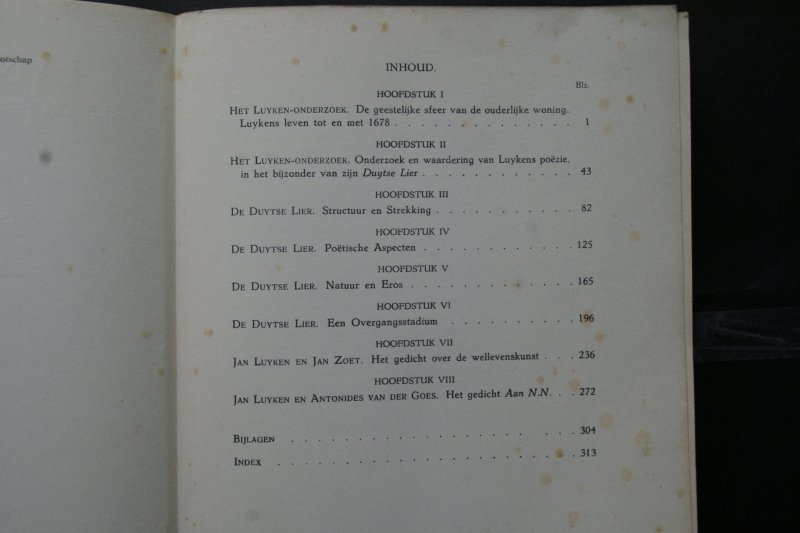 otschap
INHOUD.
Blz.
HOOFDSTUK I
HET LUYKEN-ONDERZOEK. De geestelijke sfeer van de ouderlijke woning.
Luykens leven tot en met 1678 . . . . . . . . . . . . . . 1
HOOFDSTUK II
HET LUYKEN-ONDERZOEK. Onderzoek en waardering van Luykens poëzie,
in het bijzonder van zijn Duytse Lier . . . . . . . . . . . . 43
HOOFDSTUK III
DE DUYTSE LIER. Structuur en Strekking . . . . . . . . . . . 82
HOOFDSTUK IV
DE DUYTSE LIER. Poëtische Aspecten . . . . . . . . . . . . 125
HOOFDSTUK V
DE DUYTSE LIER. Natuur en Eros . . . . . . . . . . . . . 165
HOOFDSTUK VI
DE DUYTSE LIER. Een Overgangsstadium . . . . . . . . . . 196
HOOFDSTUK VII
JAN LUYKEN EN JAN ZOET. Het gedicht over de wellevenskunst . . . 236
HOOFDSTUK VIII
JAN LUYKEN EN ANTONIDES VAN DER GOES. Het gedicht Aan N.N. . . 272
BIJLAGEN . . . . . . . . . . . . . . . . . . . . 304
INDEX . . . . . . . . . . . . . . . . . . . . . 313